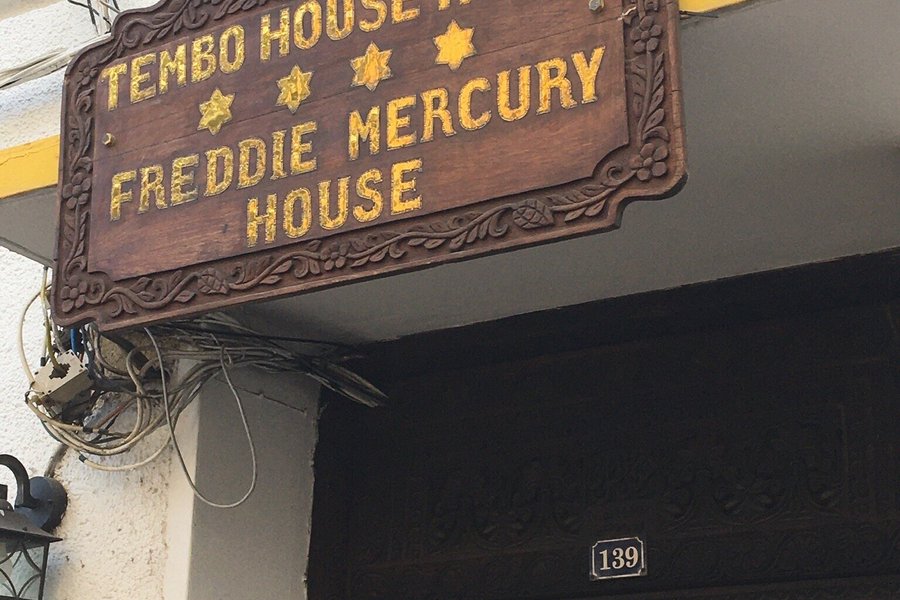 TEMBO HOUSE
FREDDIE MERCURY
HOUSE
139